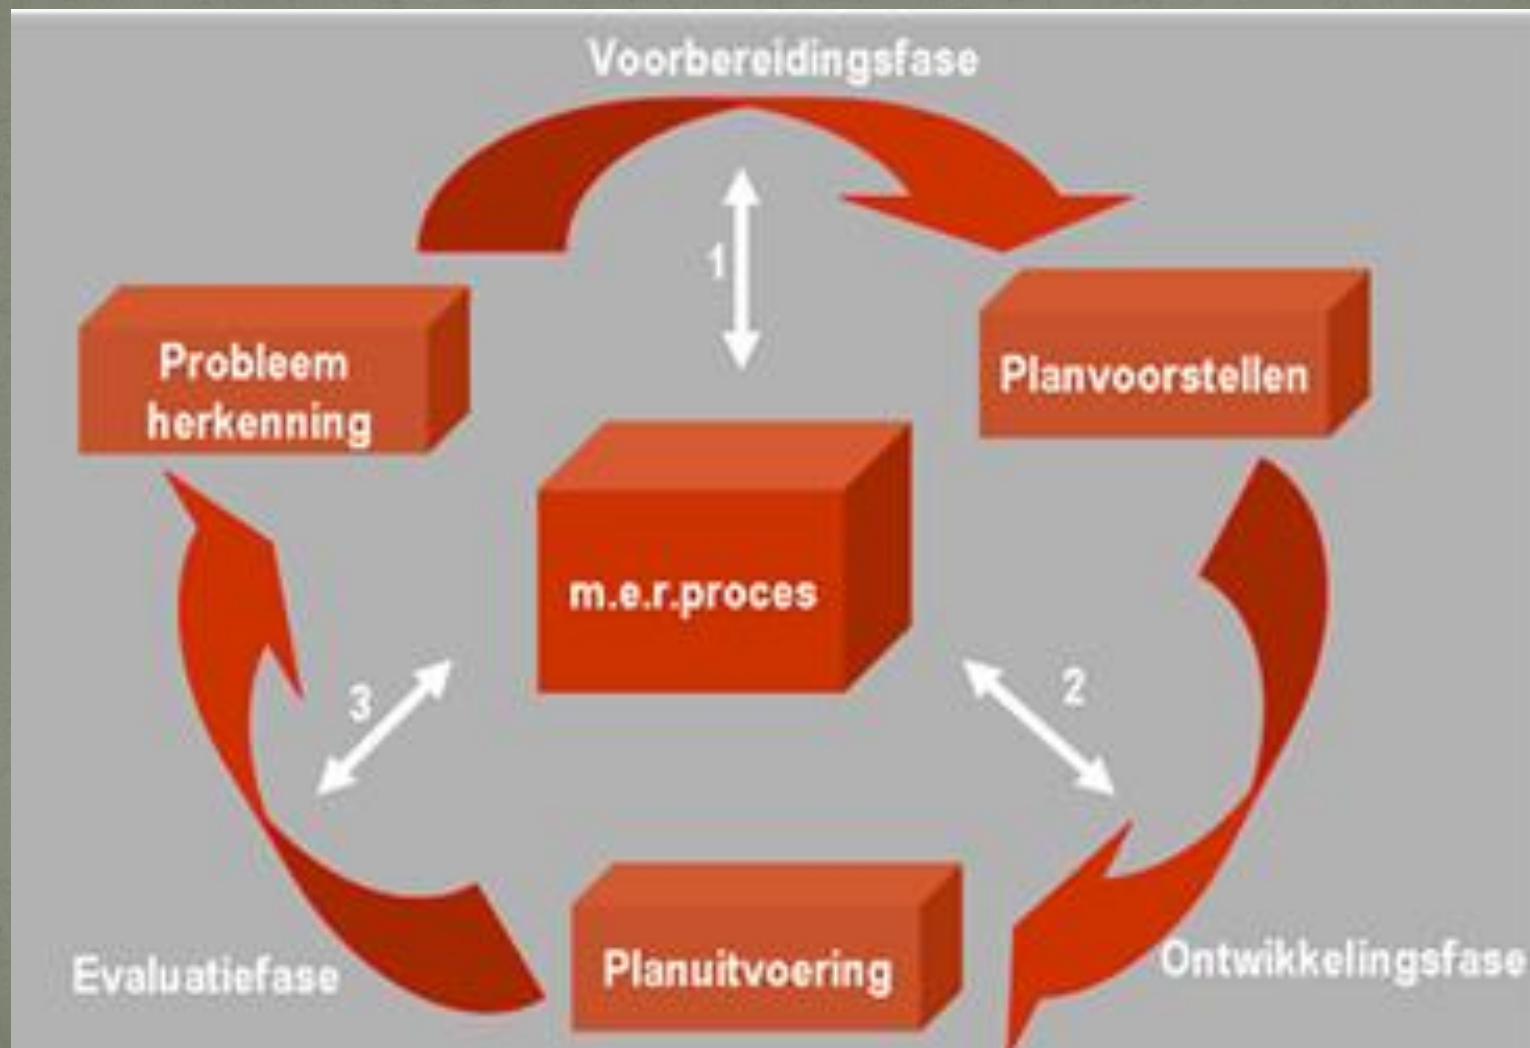 Voorbereidingsfase
1
Probleem
herkenning
Planvoorstellen
m.e.r.proces
3
2
Evaluatiefase
Planuitvoering
Ontwikkelingsfase